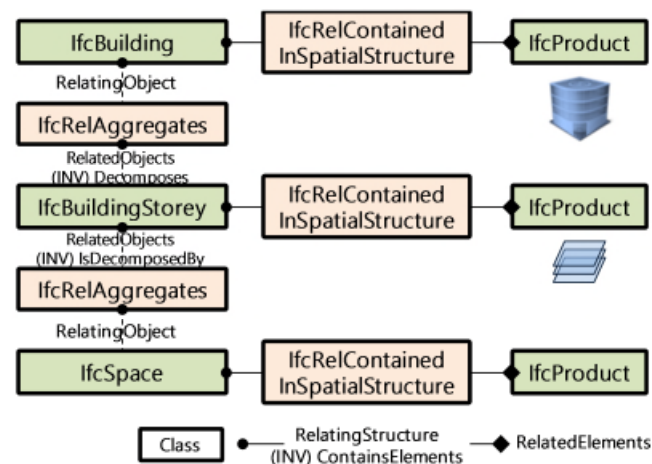 IfcBuilding
IfcRelContained
InSpatialStructure
IfcProduct
RelatingObject
IfcRelAggregates
RelatedObjects
(INV) Decomposes
IfcBuildingStorey
IfcRelContained
InSpatialStructure
IfcProduct
RelatedObjects
(INV) IsDecomposedBy
IfcRelAggregates
RelatingObject
IfcSpace
IfcRelContained
InSpatialStructure
IfcProduct
Class
RelatingStructure
(INV) ContainsElements
RelatedElements